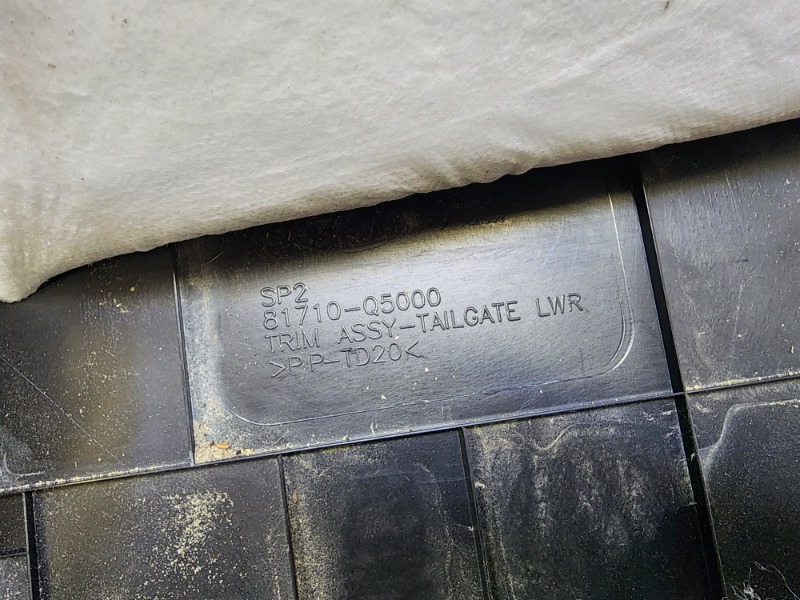 SP2
81710-Q5000
TRIM ASSY-TAILGATE LWR
>PP-TD20<